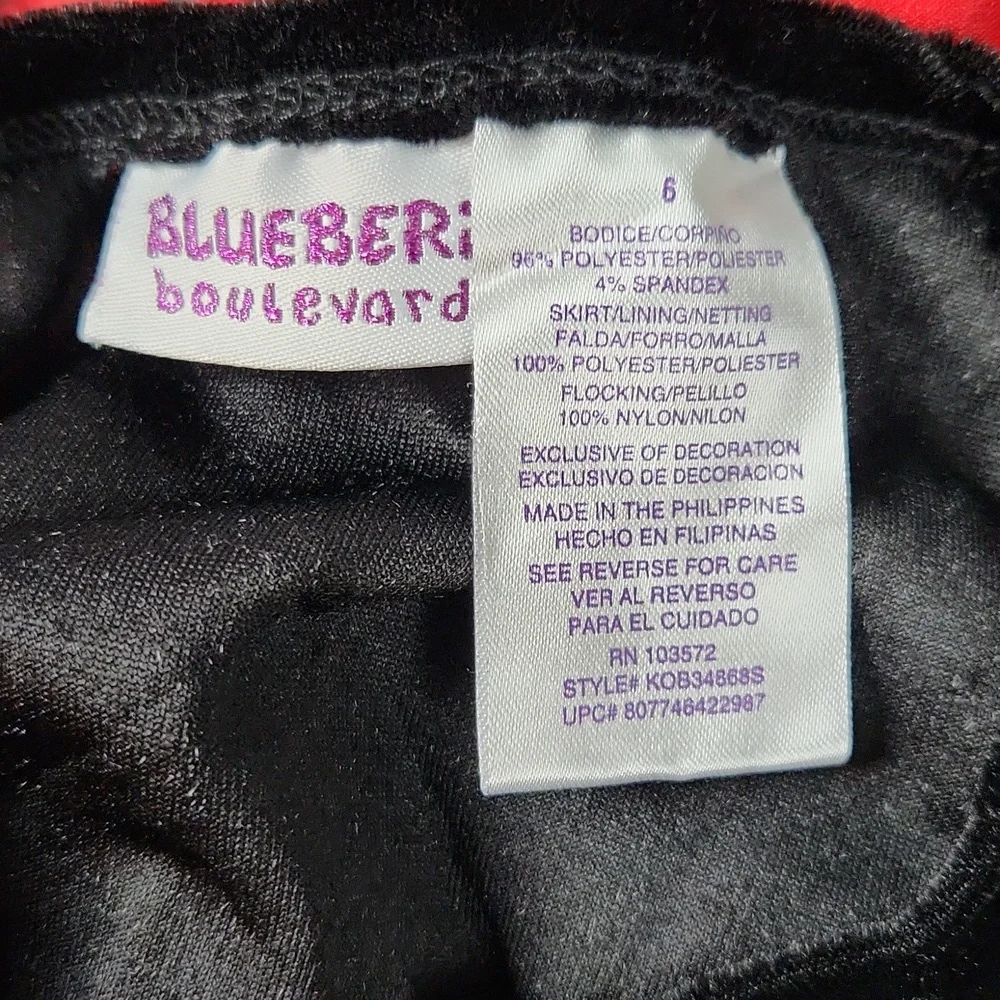 BLUEBERi
boulevard
6
BODICE/CORPIÑO
96% POLYESTER/POLIESTER
4% SPANDEX
SKIRT/LINING/NETTING
FALDA/FORRO/MALLA
100% POLYESTER/POLIESTER
FLOCKING/PELILLO
100% NYLON/NILON
EXCLUSIVE OF DECORATION
EXCLUSIVO DE DECORACION
MADE IN THE PHILIPPINES
HECHO EN FILIPINAS
SEE REVERSE FOR CARE
VER AL REVERSO
PARA EL CUIDADO
RN 103572
STYLE# KOB34868S
UPC# 807746422987